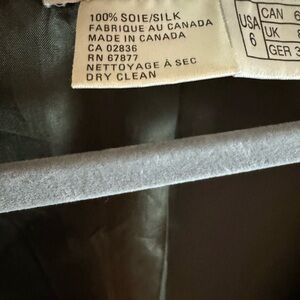 100% SOIE/SILK
FABRIQUE AU CANADA
MADE IN CANADA
CA 02836
RN 67877
NETTOYAGE À SEC
DRY CLEAN
USA 6
CAN
UK
GER